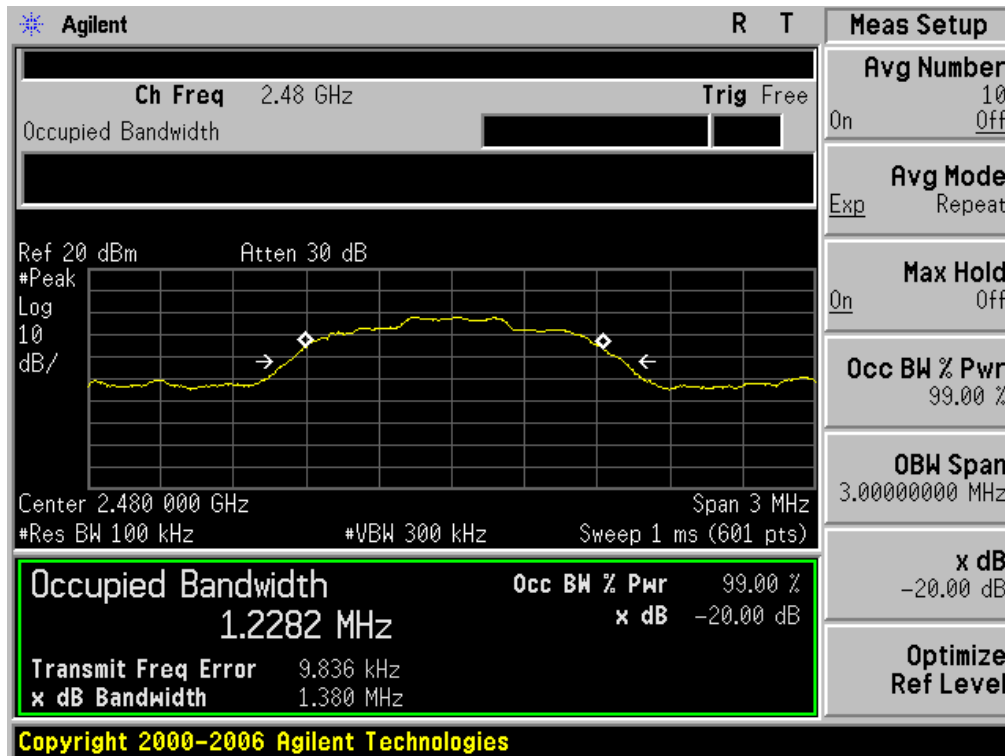 Agilent R T
Ch Freq 2.48 GHz Trig Free
Occupied Bandwidth
Ref 20 dBm Atten 30 dB
#Peak
Log
10
dB/
Center 2.480 000 GHz Span 3 MHz
#Res BW 100 kHz #VBW 300 kHz Sweep 1 ms (601 pts)
Occupied Bandwidth Occ BW % Pwr 99.00 %
1.2282 MHz x dB -20.00 dB
Transmit Freq Error 9.836 kHz
x dB Bandwidth 1.380 MHz
Copyright 2000-2006 Agilent Technologies
Meas Setup
Avg Number
10
On Off
Avg Mode
Exp Repeat
Max Hold
On Off
Occ BW % Pwr
99.00 %
OBW Span
3.00000000 MHz
x dB
-20.00 dB
Optimize
Ref Level